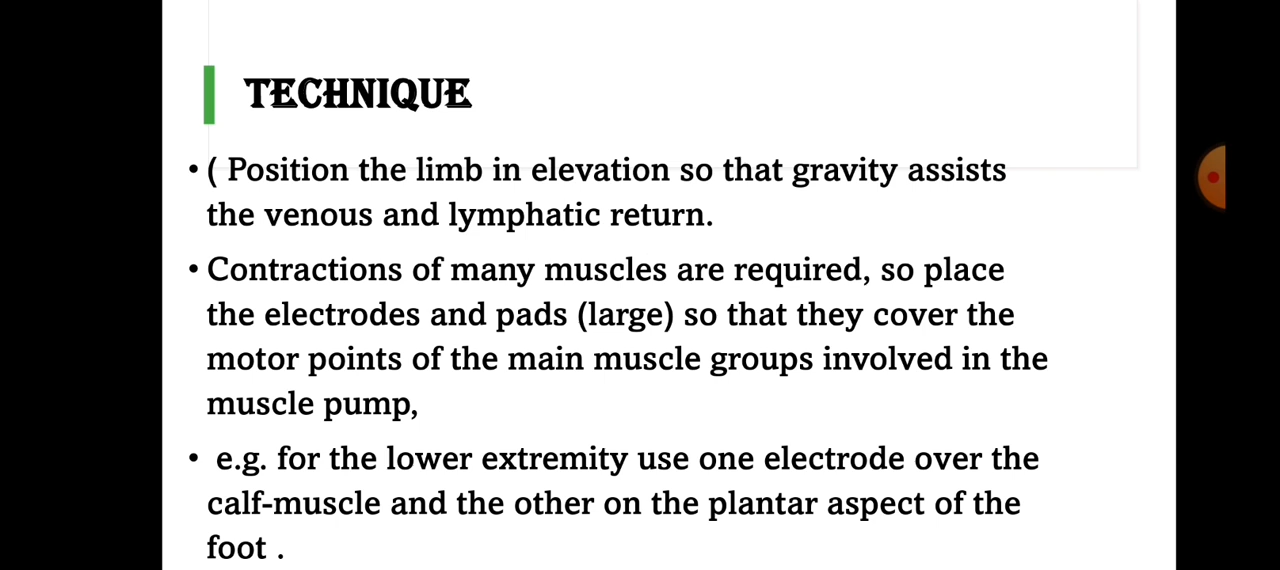 TECHNIQUE
• ( Position the limb in elevation so that gravity assists
the venous and lymphatic return.
• Contractions of many muscles are required, so place
the electrodes and pads (large) so that they cover the
motor points of the main muscle groups involved in the
muscle pump,
• e.g. for the lower extremity use one electrode over the
calf-muscle and the other on the plantar aspect of the
foot .